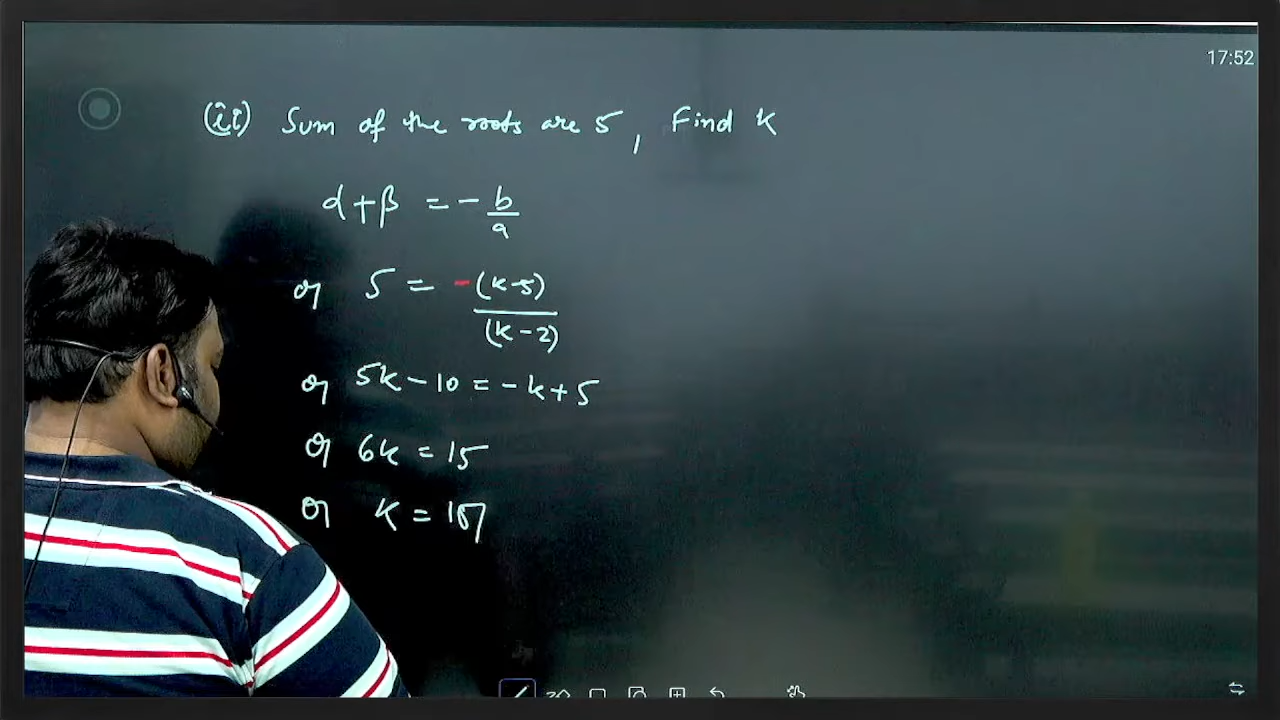 17:52
(ii) Sum of the roots are 5, Find k
α+β = - b/a
or 5 = -(k-5)/(k-2)
or 5k - 10 = - k + 5
or 6k = 15
or k =